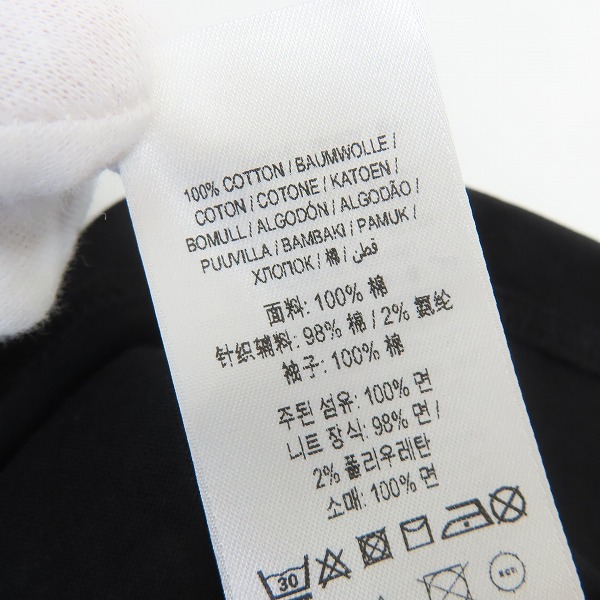 100% COTTON / BAUMWOLLE /
COTON / COTONE / KATOEN /
BOMULL / ALGODÓN / ALGODÃO /
PUUVILLA / BAMBAKI / PAMUK /
ХЛОПОК / 棉 / قطن
面料: 100% 棉
针织辅料: 98% 棉 / 2% 氨纶
袖子: 100% 棉
주된 섬유: 100% 면
니트 장식: 98% 면 /
2% 폴리우레탄
소매: 100% 면
30